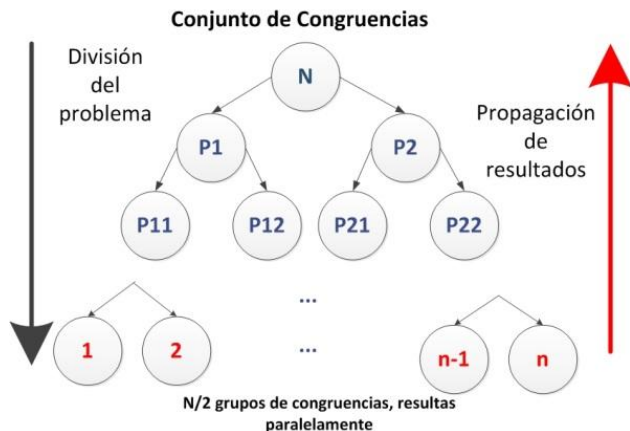 Conjunto de Congruencias
División
del
problema
N
Propagación
de
resultados
P1
P2
P11
P12
P21
P22
...
1
2
...
n-1
n
N/2 grupos de congruencias, resultas
paralelamente